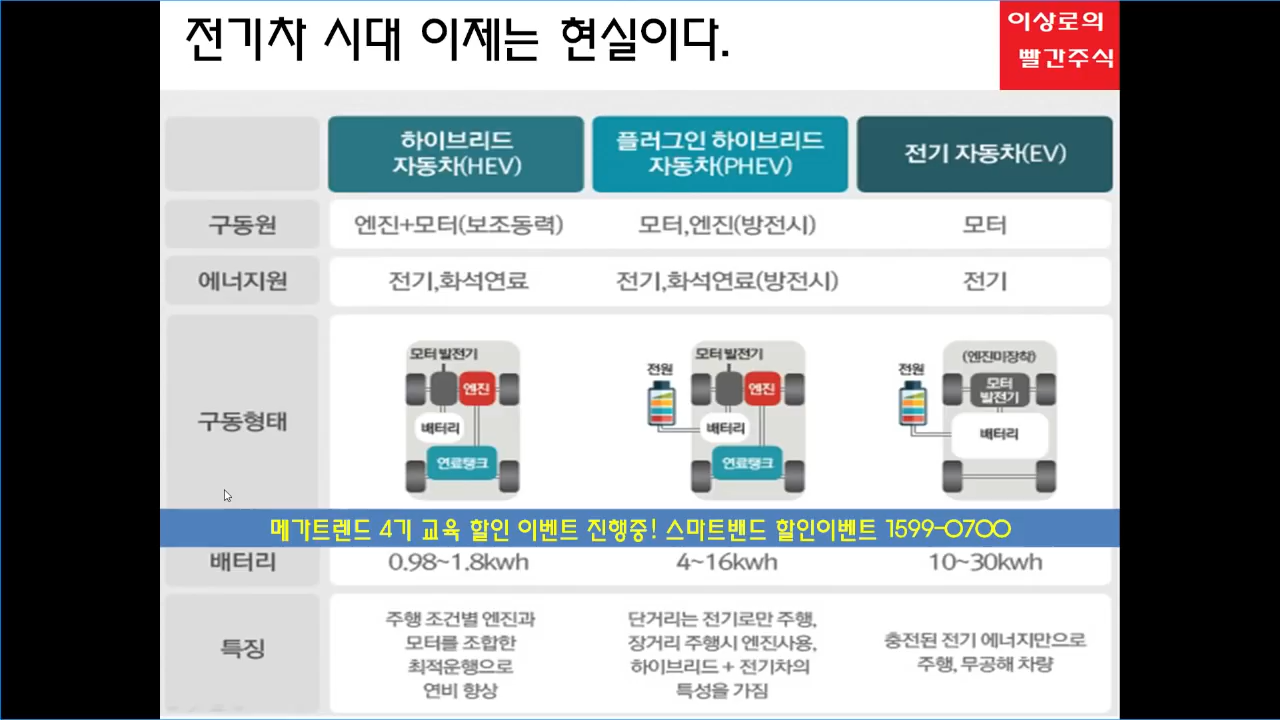 전기차 시대 이제는 현실이다.
이상로의
빨간주식
하이브리드
자동차(HEV)
플러그인 하이브리드
자동차(PHEV)
전기 자동차(EV)
구동원
엔진+모터(보조동력)
모터,엔진(방전시)
모터
에너지원
전기,화석연료
전기,화석연료(방전시)
전기
구동형태
모터 발전기
엔진
배터리
연료탱크
전원
모터 발전기
엔진
배터리
연료탱크
전원
(엔진미장착)
모터
발전기
배터리
메가트렌드 4기 교육 할인 이벤트 진행중! 스마트밴드 할인이벤트 1599-0700
배터리
0.98~1.8kwh
4~16kwh
10~30kwh
특징
주행 조건별 엔진과
모터를 조합한
최적운행으로
연비 향상
단거리는 전기로만 주행,
장거리 주행시 엔진사용,
하이브리드 + 전기차의
특성을 가짐
충전된 전기 에너지만으로
주행, 무공해 차량